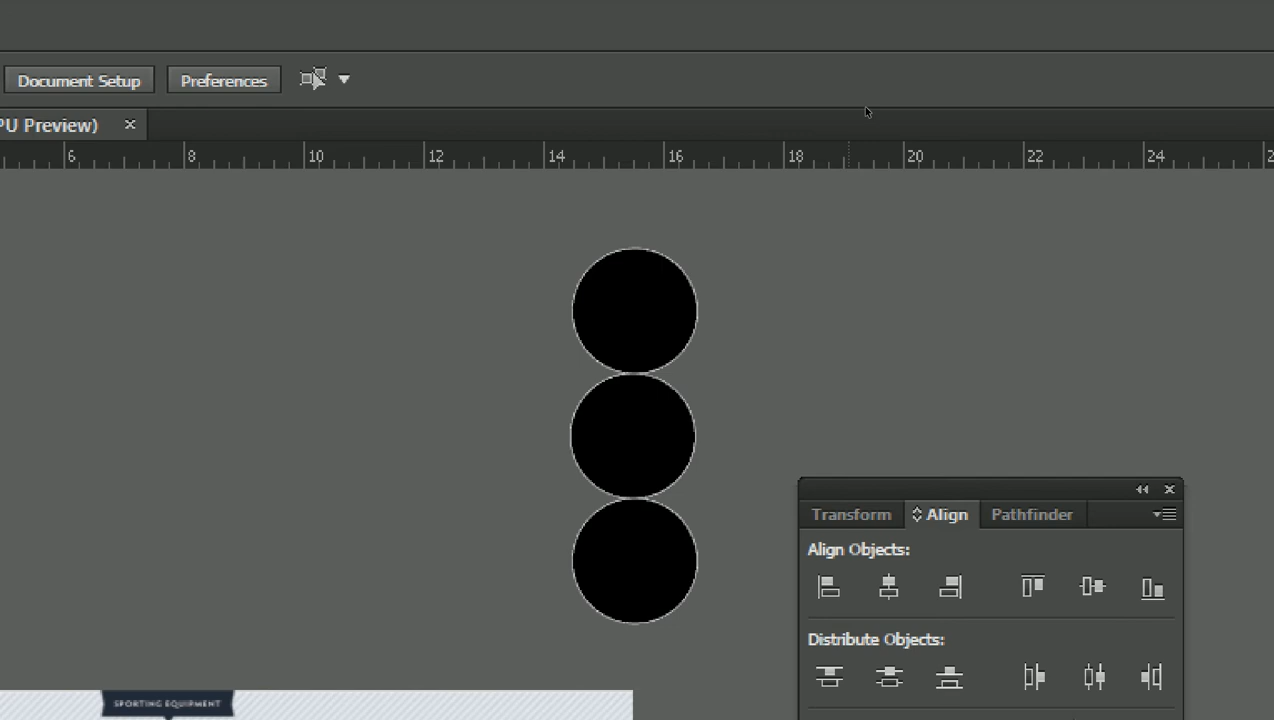 Document Setup Preferences
PU Preview)
6 8 10 12 14 16 18 20 22 24 2
Transform Align Pathfinder
Align Objects:
Distribute Objects:
SPORTING EQUIPMENT